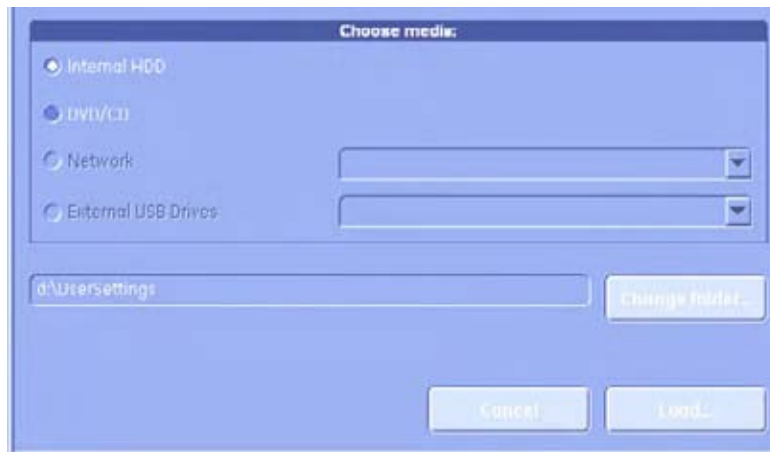 Choose media:
Internal HDD
DVD/CD
Network
External USB Drives
d:\UserSettings
Change folder...
Cancel
Load...